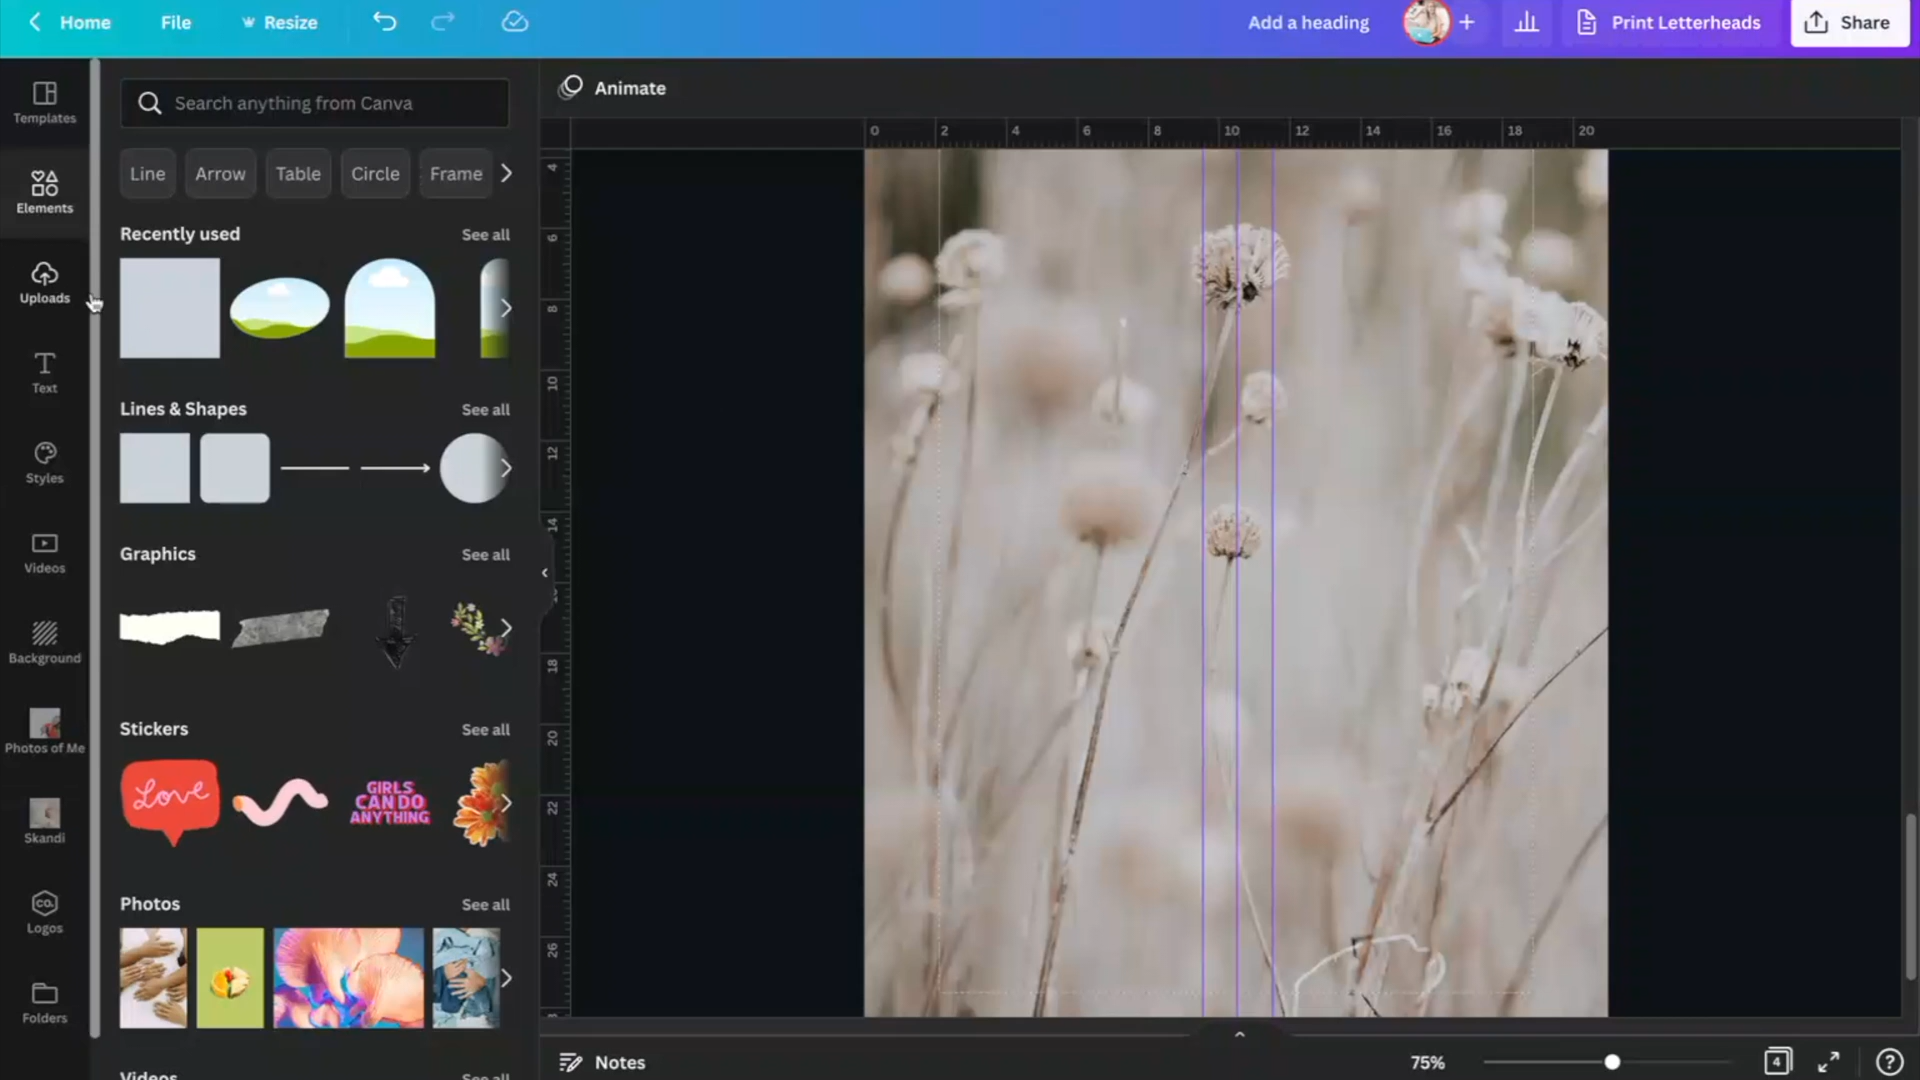 Home
File
Resize
Add a heading
Print Letterheads
Share
Templates
Elements
Uploads
Text
Styles
Videos
Background
Photos of Me
Skandi
CO.
Logos
Folders
Search anything from Canva
Line
Arrow
Table
Circle
Frame
Recently used
See all
Lines & Shapes
See all
Graphics
See all
Stickers
See all
Love
GIRLS
CAN DO
ANYTHING
Photos
See all
Animate
0 2 4 6 8 10 12 14 16 18 20
4
6
8
10
12
14
18
20
22
24
26
Notes
75%
4
?